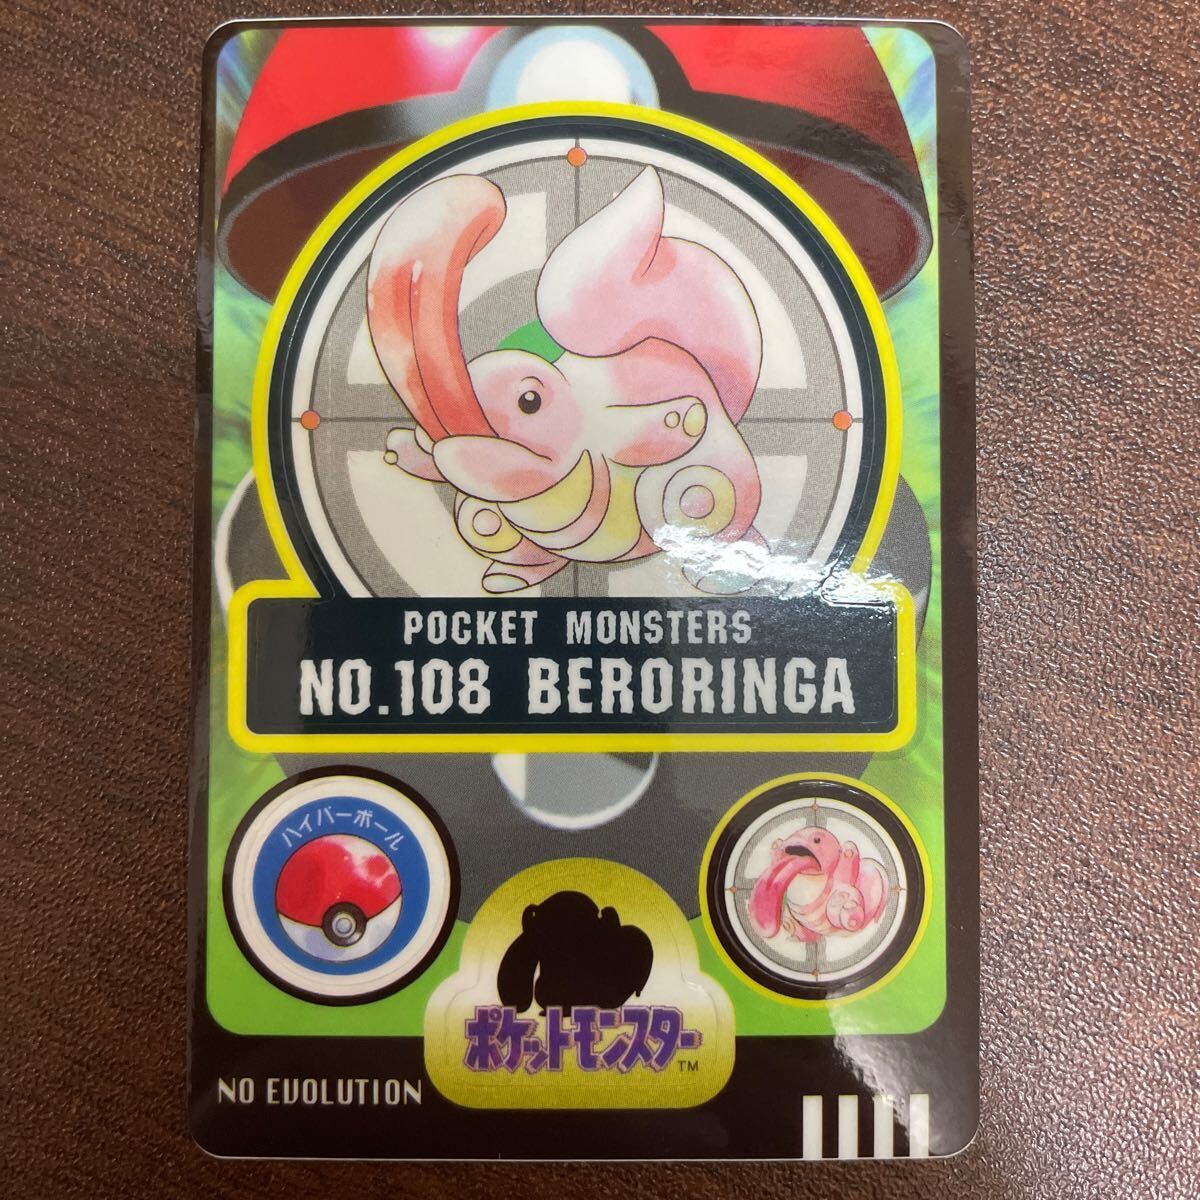 POCKET MONSTERS
NO.108 BERORINGA
ハイパーボール
ポケットモンスター
TM
NO EVOLUTION